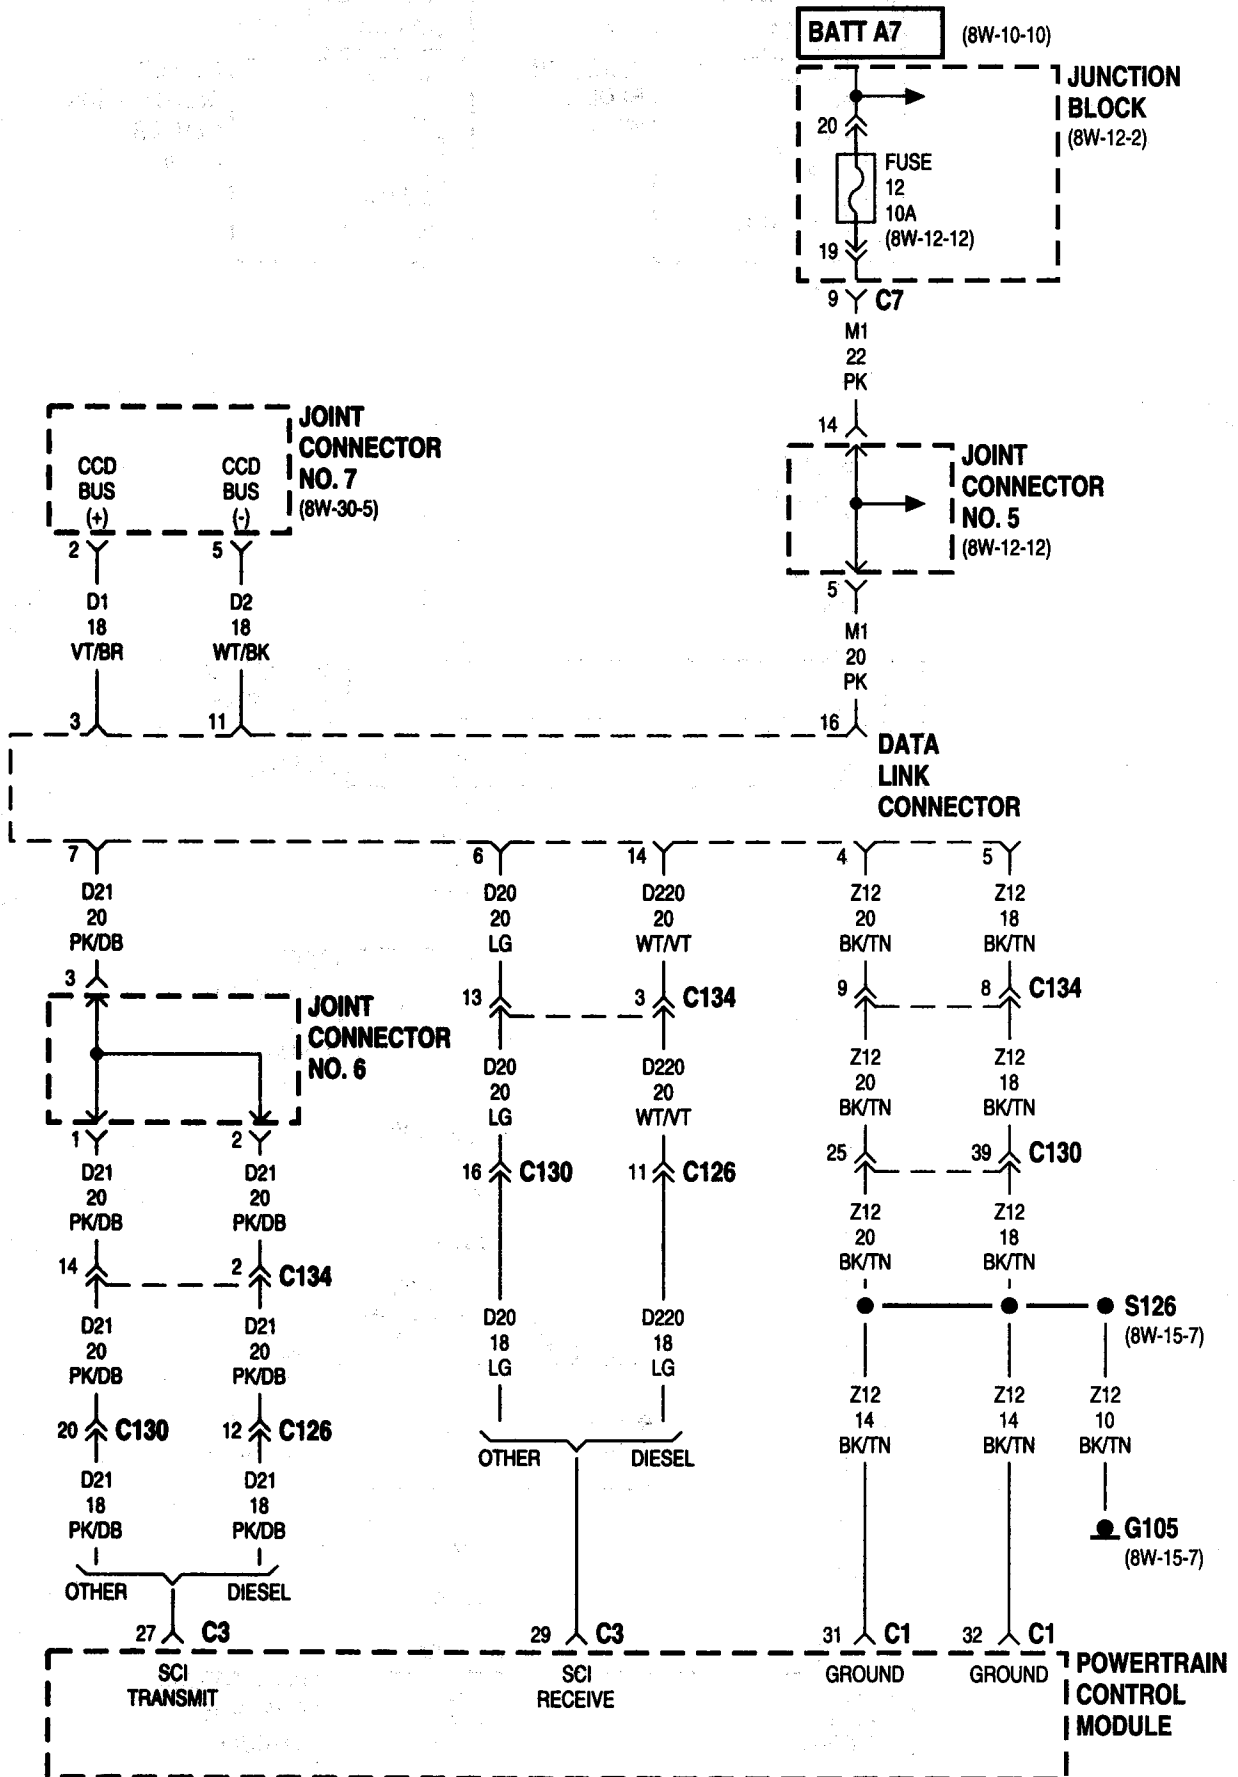 BATT A7 (8W-10-10)
JUNCTION
BLOCK
(8W-12-2)
20
FUSE
12
10A
(8W-12-12)
19
9 C7
M1
22
PK
14
JOINT
CONNECTOR
NO. 5
(8W-12-12)
5
M1
20
PK
16
JOINT
CONNECTOR
NO. 7
(8W-30-5)
CCD CCD
BUS BUS
(+) (-)
2 5
D1 D2
18 18
VT/BR WT/BK
3 11
DATA
LINK
CONNECTOR
7 6 14 4 5
D21 D20 D220 Z12 Z12
20 20 20 20 18
PK/DB LG WT/VT BK/TN BK/TN
3 13 3 C134 9 8 C134
JOINT
CONNECTOR
NO. 6
D20 D220 Z12 Z12
20 20 20 18
LG WT/VT BK/TN BK/TN
1 2 16 C130 11 C126 25 39 C130
D21 D21 Z12 Z12
20 20 20 18
PK/DB PK/DB BK/TN BK/TN
14 2 C134
S126
(8W-15-7)
D21 D21 D20 D220
20 20 18 18
PK/DB PK/DB LG LG
Z12 Z12 Z12
14 14 10
BK/TN BK/TN BK/TN
20 C130 12 C126
OTHER DIESEL
D21 D21
18 18
PK/DB PK/DB
G105
(8W-15-7)
OTHER DIESEL
27 C3 29 C3 31 C1 32 C1
SCI SCI GROUND GROUND
TRANSMIT RECEIVE
POWERTRAIN
CONTROL
MODULE